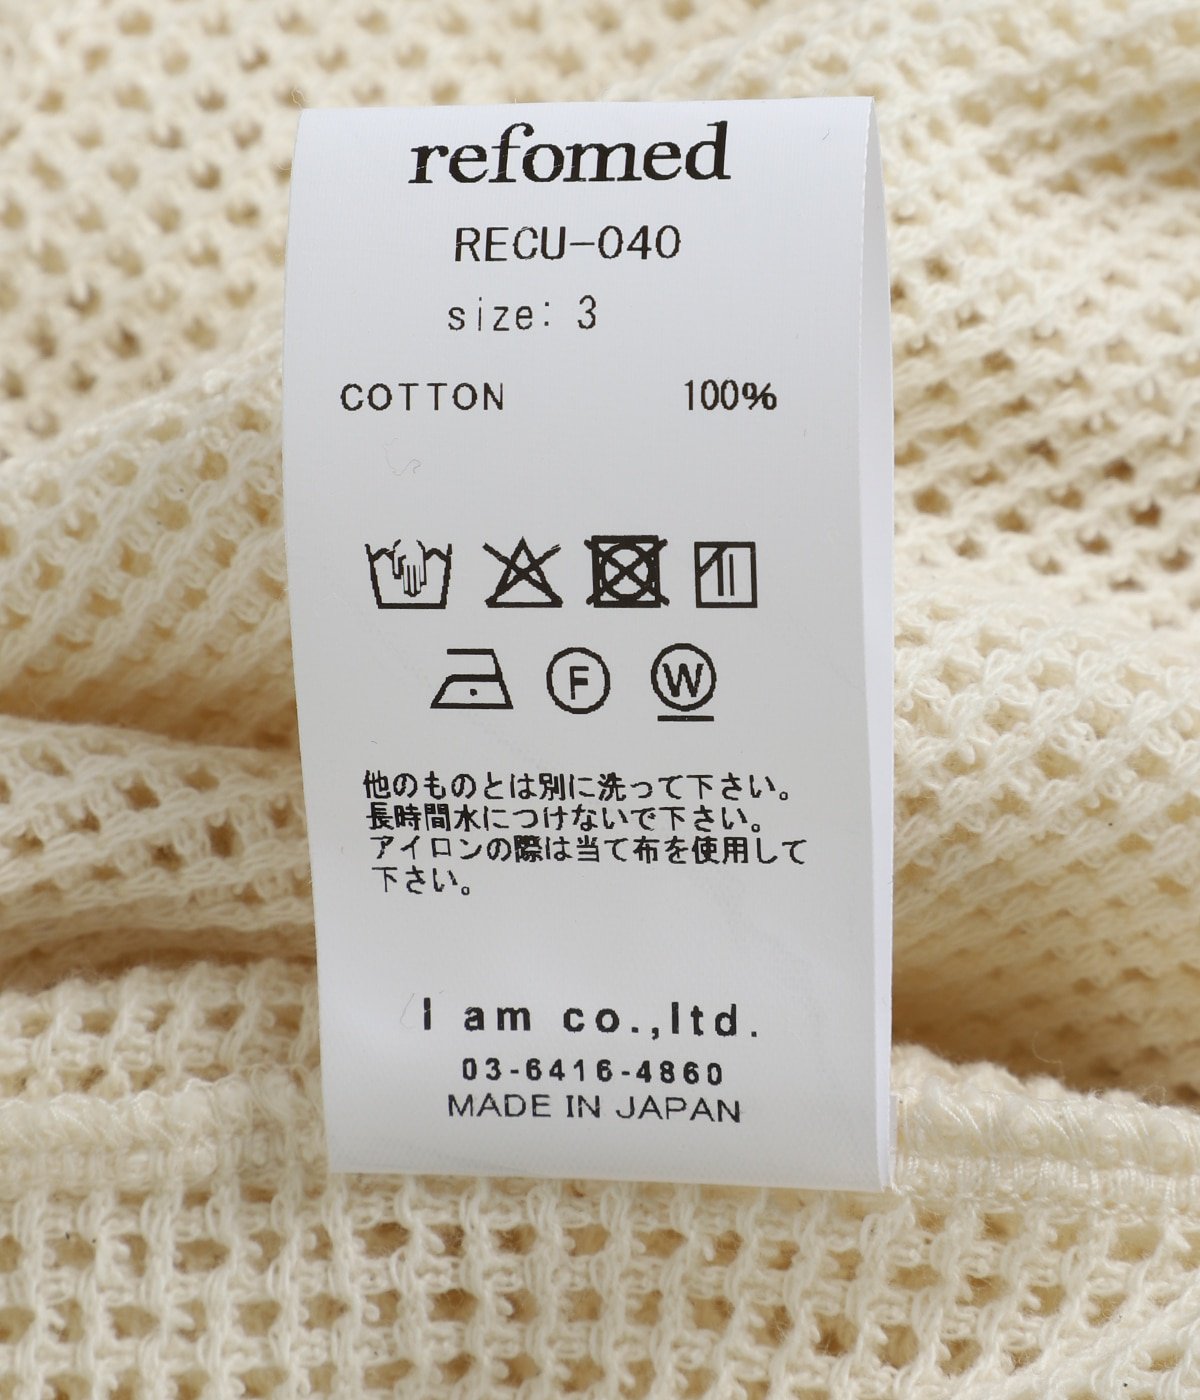 refomed
RECU-040
size: 3
COTTON 100%
F W
他のものとは別に洗って下さい。
長時間水につけないで下さい。
アイロンの際は当て布を使用して
下さい。
I am co.,ltd.
03-6416-4860
MADE IN JAPAN